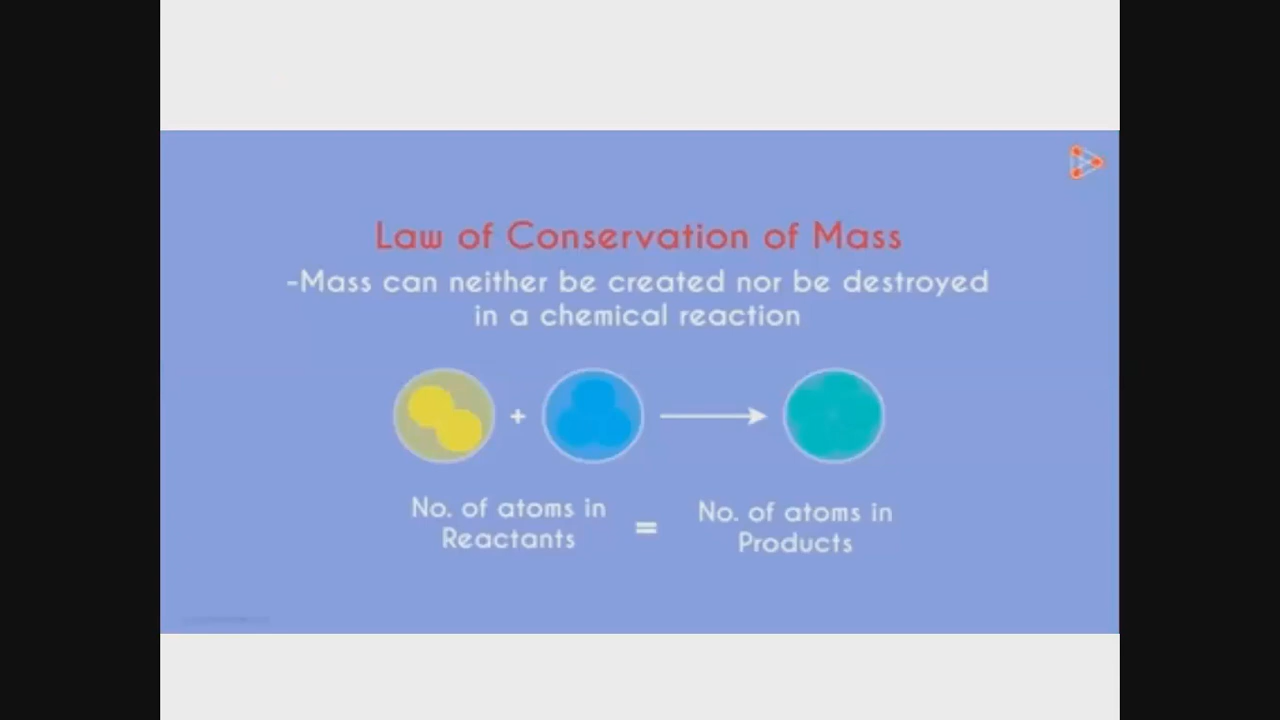 Law of Conservation of Mass
-Mass can neither be created nor be destroyed
in a chemical reaction
+
No. of atoms in
Reactants
=
No. of atoms in
Products